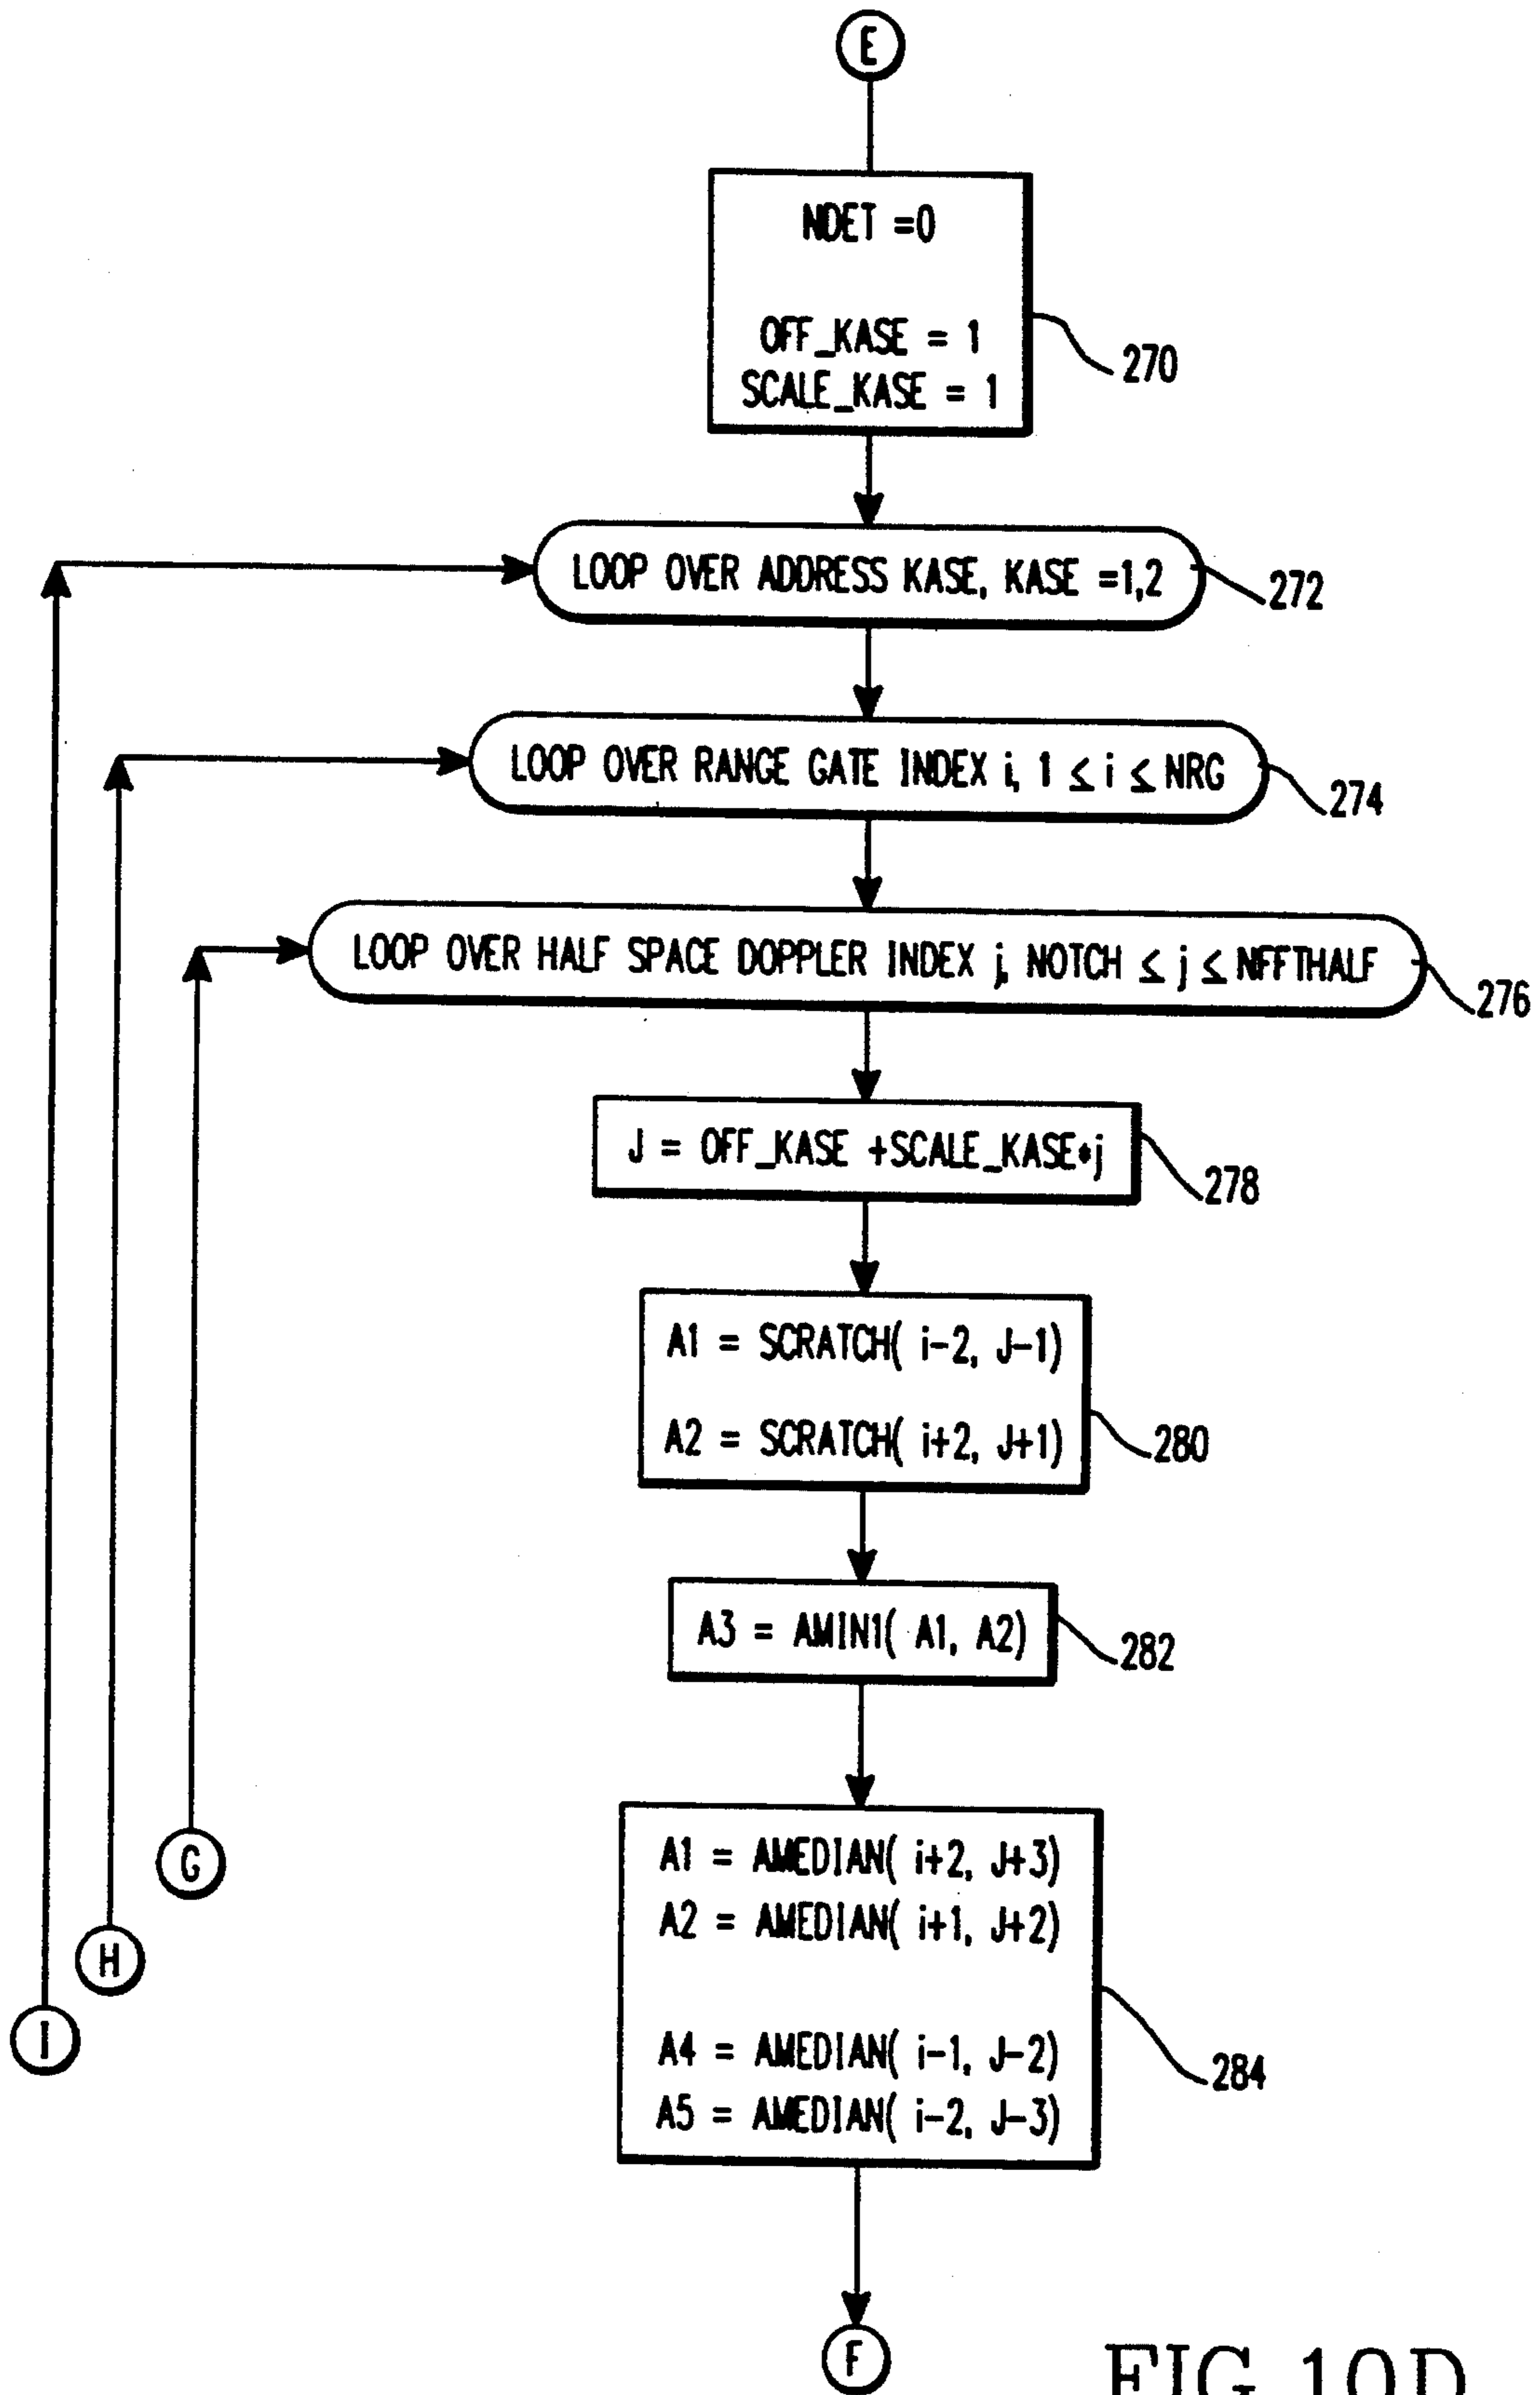 E
NDET =0
OFF_KASE = 1
SCALE_KASE = 1
270
LOOP OVER ADDRESS KASE, KASE =1,2
272
LOOP OVER RANGE GATE INDEX i, 1 ≤ i ≤ NRG
274
LOOP OVER HALF SPACE DOPPLER INDEX j, NOTCH ≤ j ≤ NFFTHALF
276
J = OFF_KASE +SCALE_KASE*j
278
A1 = SCRATCH( i-2, J-1)
A2 = SCRATCH( i+2, J+1)
280
A3 = AMIN1( A1, A2)
282
A1 = AMEDIAN( i+2, J+3)
A2 = AMEDIAN( i+1, J+2)
A4 = AMEDIAN( i-1, J-2)
A5 = AMEDIAN( i-2, J-3)
284
G
H
I
F
FIG. 10D